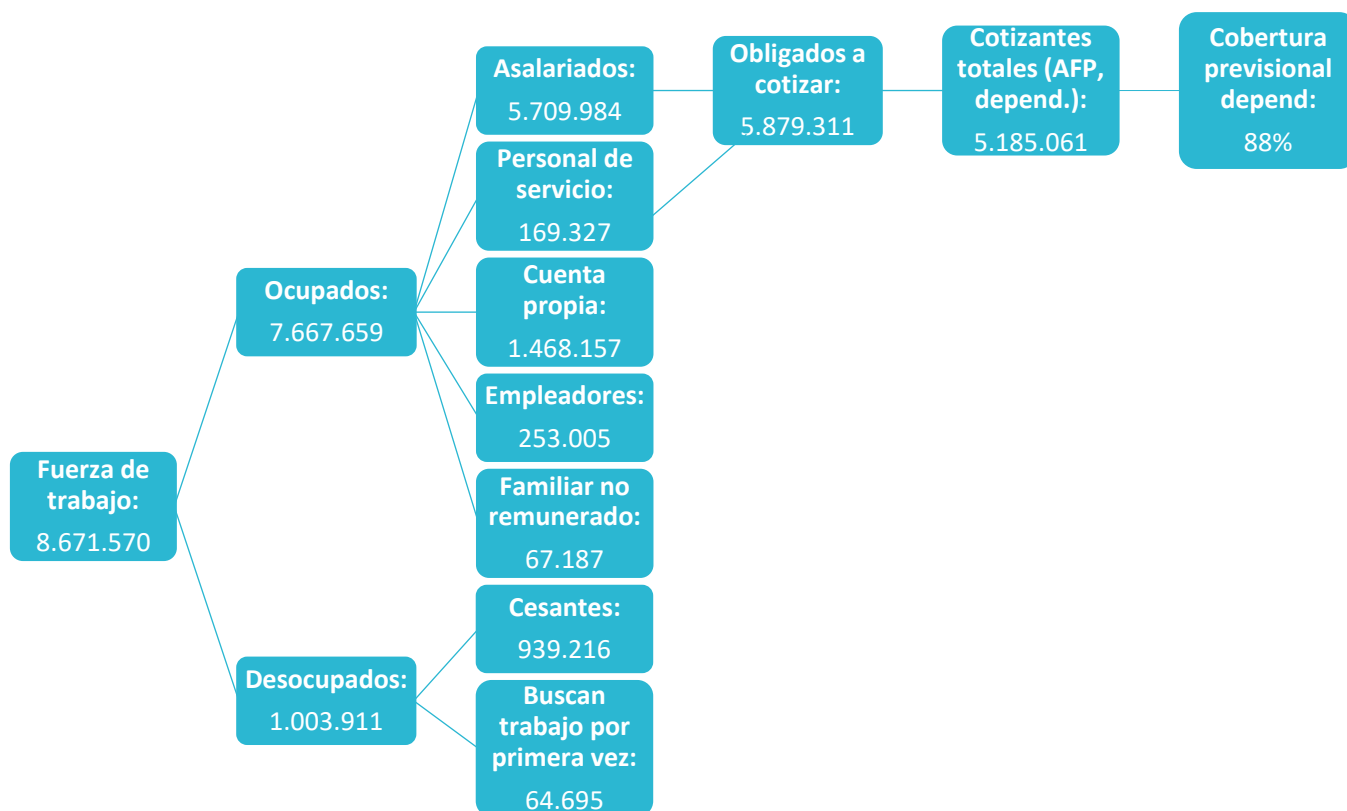 Fuerza de
trabajo:
8.671.570
Ocupados:
7.667.659
Desocupados:
1.003.911
Asalariados:
5.709.984
Personal de
servicio:
169.327
Cuenta
propia:
1.468.157
Empleadores:
253.005
Familiar no
remunerado:
67.187
Cesantes:
939.216
Buscan
trabajo por
primera vez:
64.695
Obligados a
cotizar:
5.879.311
Cotizantes
totales (AFP,
depend.):
5.185.061
Cobertura
previsional
depend:
88%